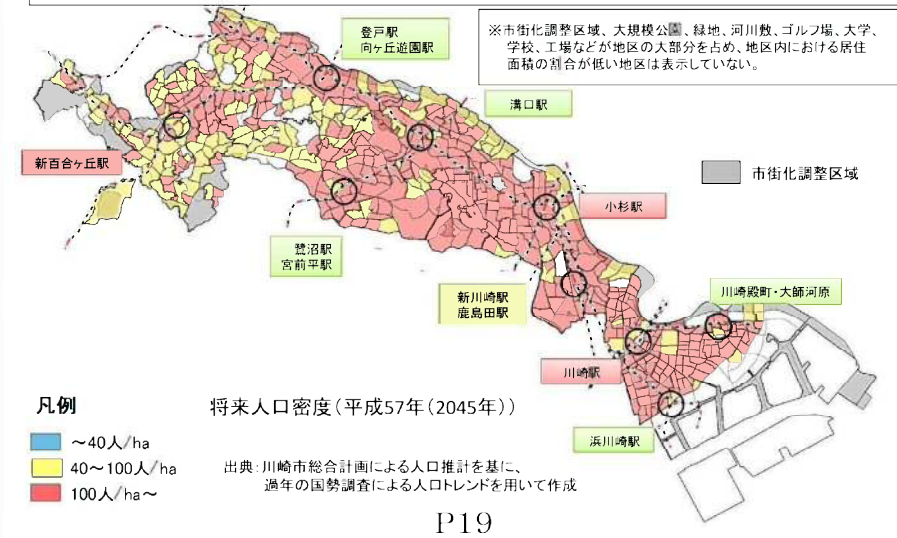 登戸駅
向ヶ丘遊園駅
※市街化調整区域、大規模公園、緑地、河川敷、ゴルフ場、大学、
学校、工場などが地区の大部分を占め、地区内における居住
面積の割合が低い地区は表示していない。
溝口駅
新百合ヶ丘駅
市街化調整区域
小杉駅
鷺沼駅
宮前平駅
新川崎駅
鹿島田駅
川崎殿町・大師河原
川崎駅
浜川崎駅
凡例
将来人口密度(平成57年(2045年))
～40人/ha
40～100人/ha
100人/ha～
出典:川崎市総合計画による人口推計を基に、
過年の国勢調査による人口トレンドを用いて作成
P19